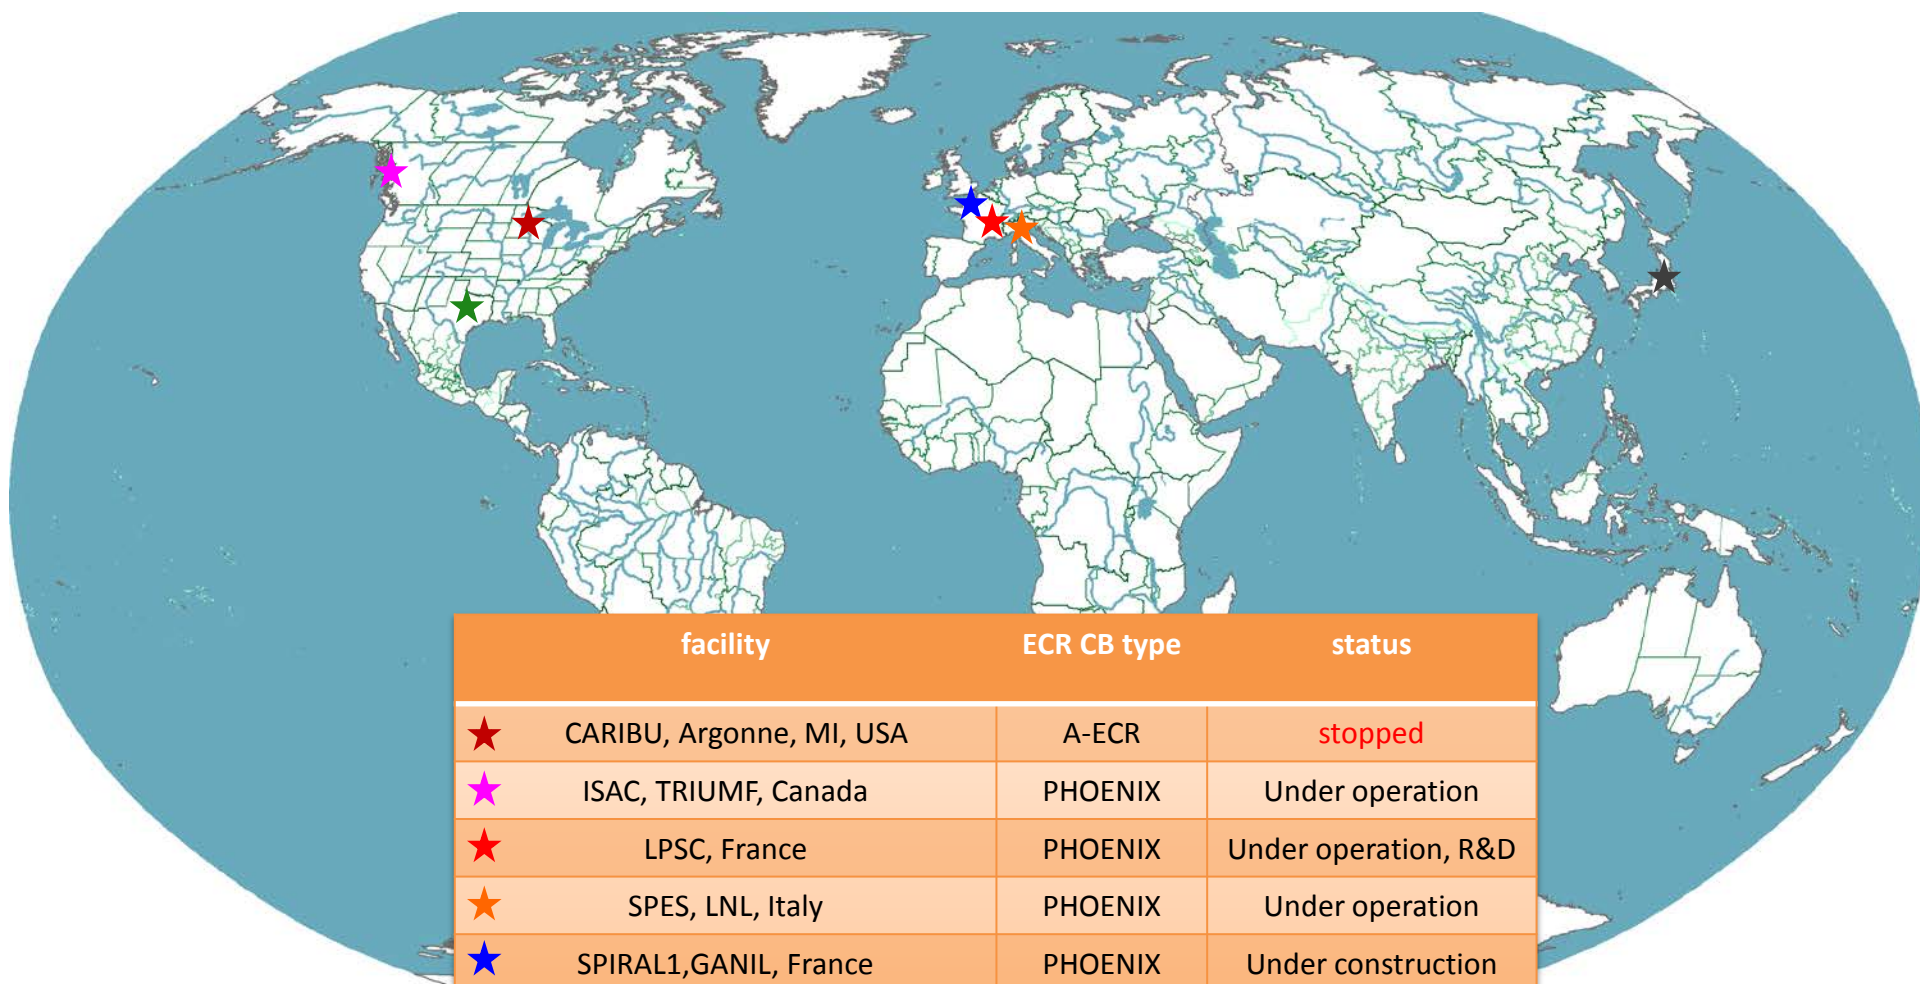 facility ECR CB type status
CARIBU, Argonne, MI, USA A-ECR stopped
ISAC, TRIUMF, Canada PHOENIX Under operation
LPSC, France PHOENIX Under operation, R&D
SPES, LNL, Italy PHOENIX Under operation
SPIRAL1,GANIL, France PHOENIX Under construction